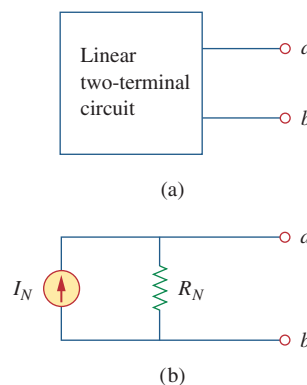 Linear
two-terminal
circuit
a
b
(a)
I_N
R_N
a
b
(b)